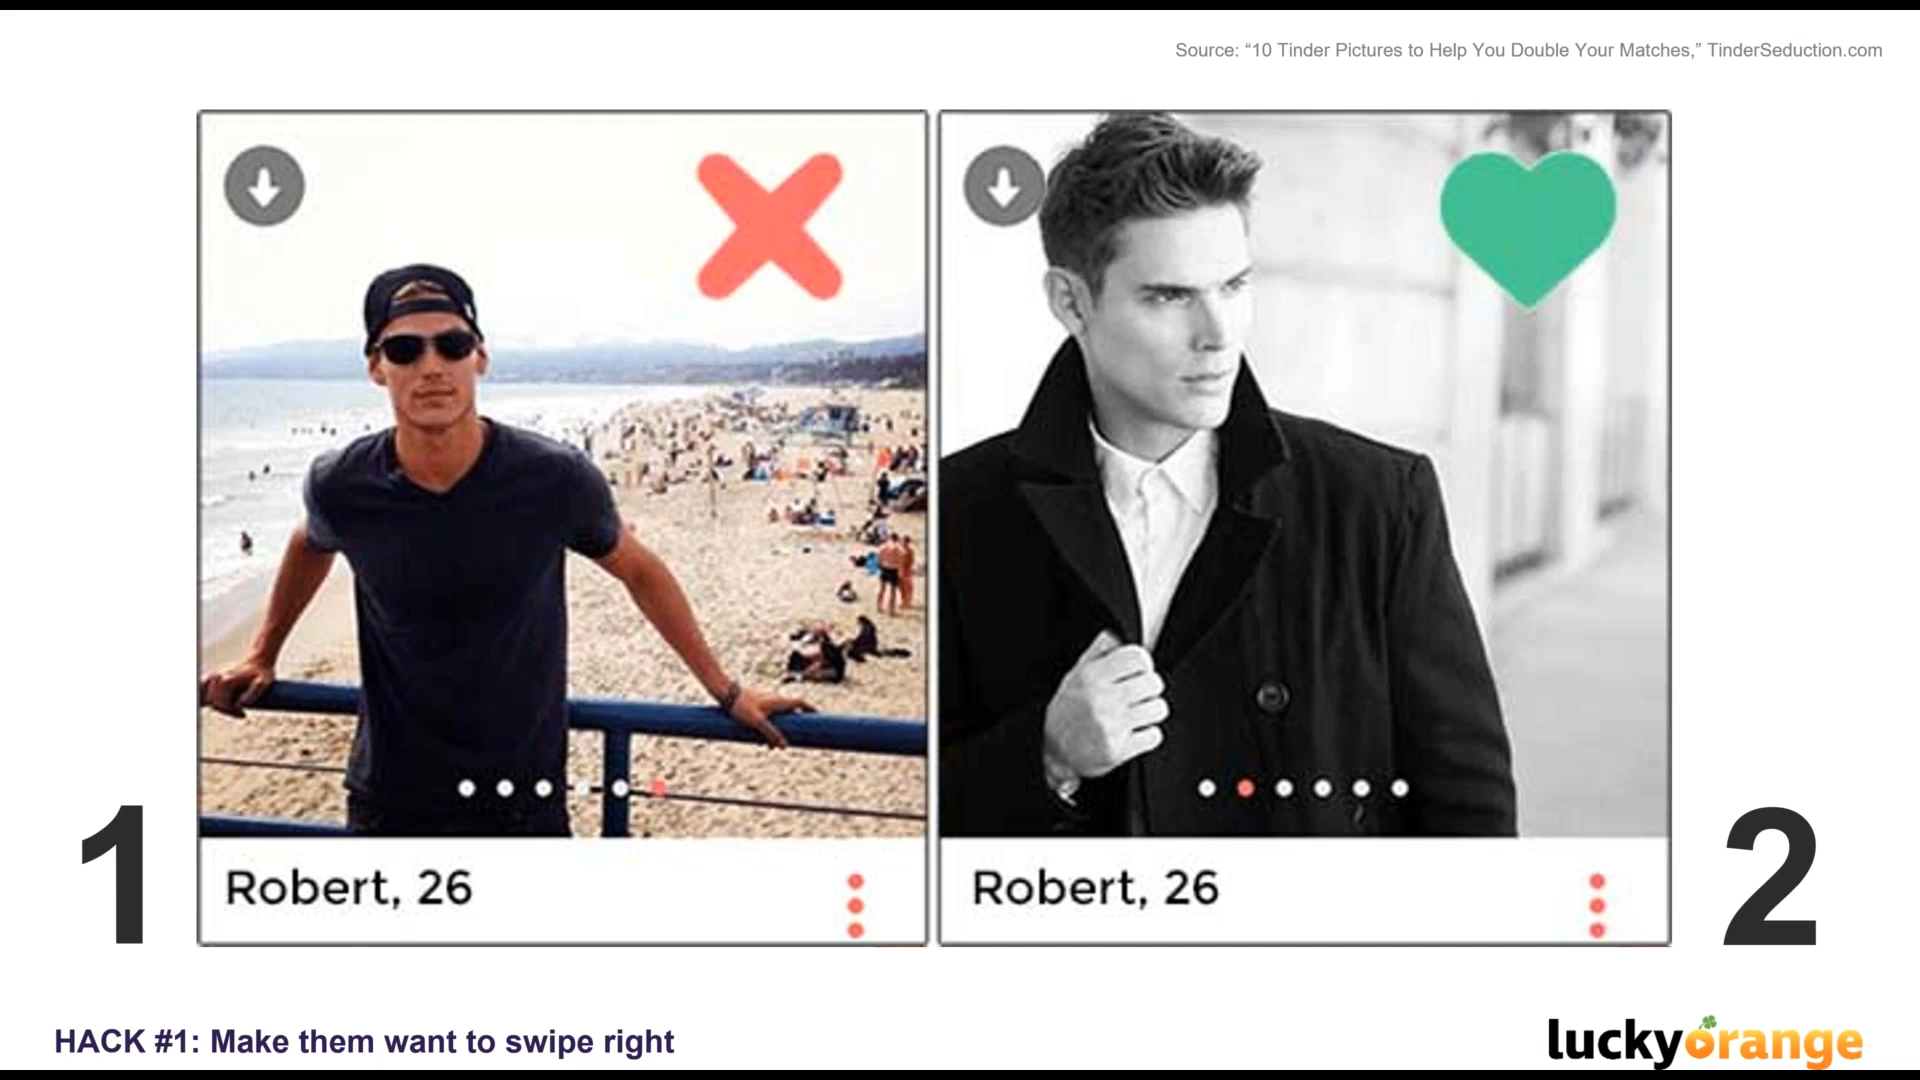 Source: “10 Tinder Pictures to Help You Double Your Matches,” TinderSeduction.com
1
Robert, 26
Robert, 26
2
HACK #1: Make them want to swipe right
luckyorange